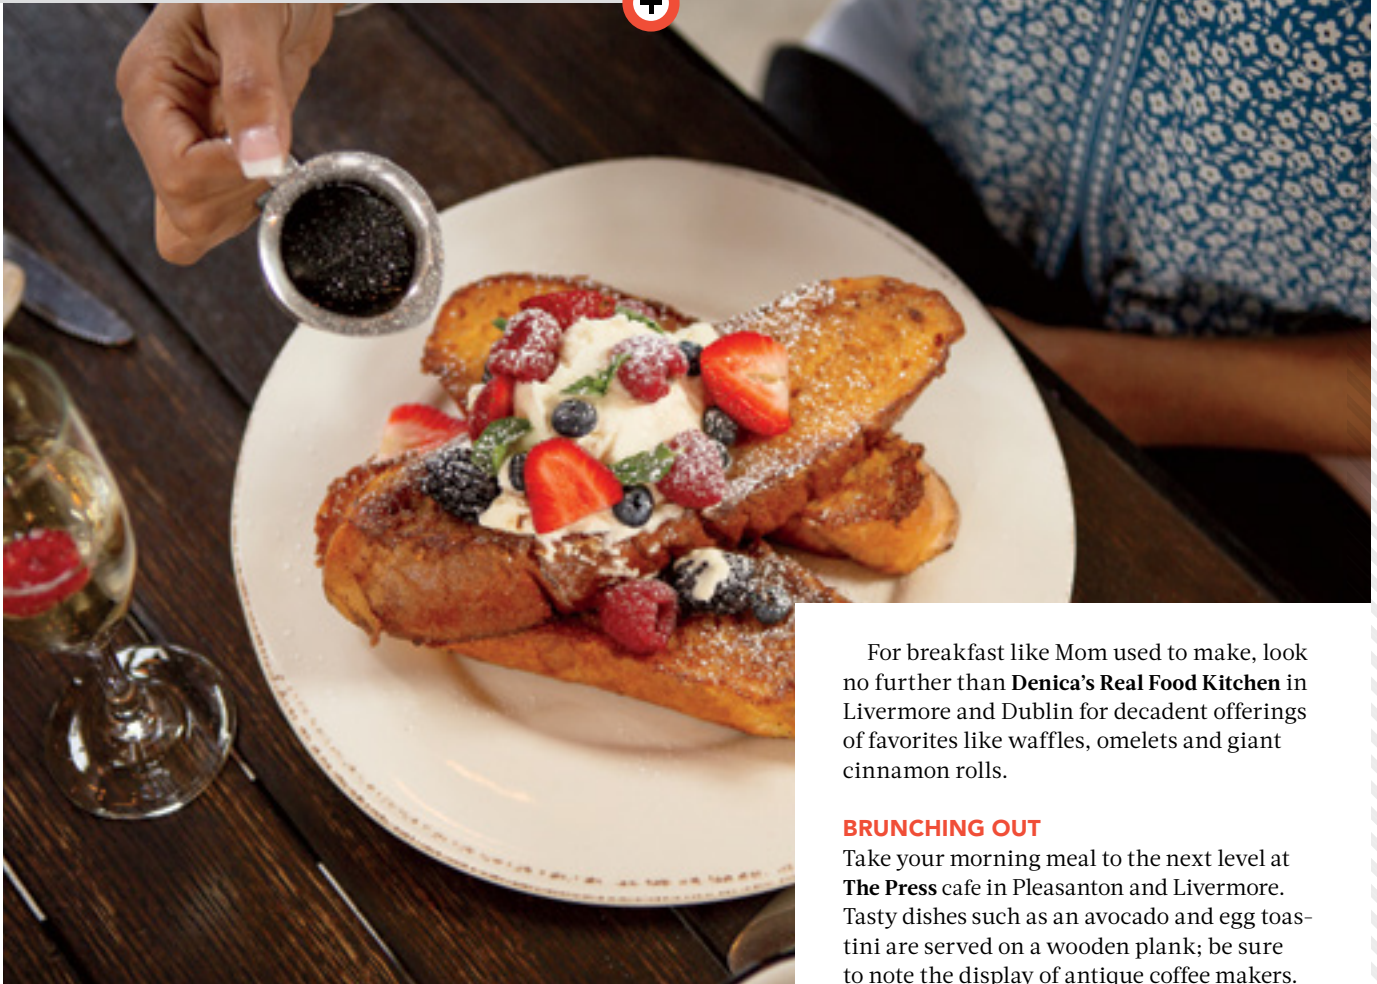 For breakfast like Mom used to make, look
no further than Denica’s Real Food Kitchen in
Livermore and Dublin for decadent offerings
of favorites like waffles, omelets and giant
cinnamon rolls.
BRUNCHING OUT
Take your morning meal to the next level at
The Press cafe in Pleasanton and Livermore.
Tasty dishes such as an avocado and egg toas-
tini are served on a wooden plank; be sure
to note the display of antique coffee makers.